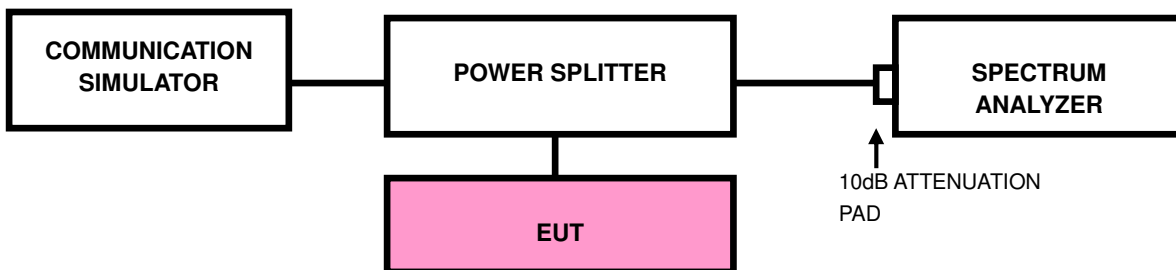 COMMUNICATION
SIMULATOR
POWER SPLITTER
SPECTRUM
ANALYZER
10dB ATTENUATION
PAD
EUT